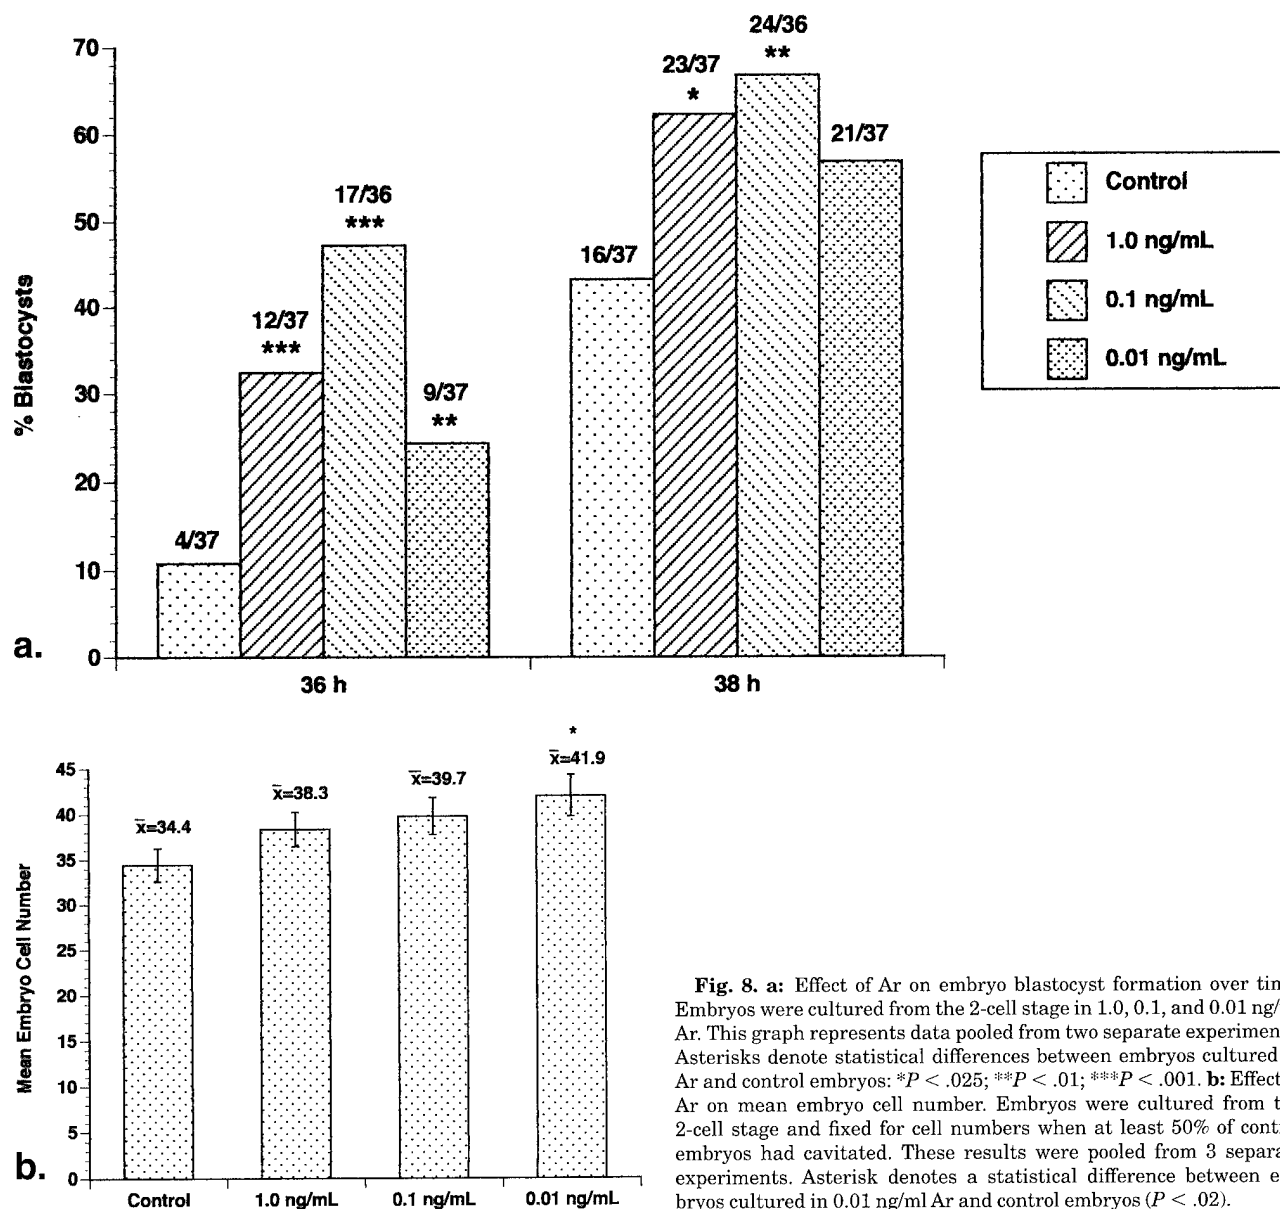 24/36
**
70
23/37
*
60
21/37
17/36
***
50
16/37
40
12/37
***
30
9/37
**
20
4/37
10
0
% Blastocysts
a.
36 h
38 h
Control
1.0 ng/mL
0.1 ng/mL
0.01 ng/mL
*
x̄=41.9
x̄=39.7
x̄=38.3
x̄=34.4
45
40
35
30
25
20
15
10
5
0
Mean Embryo Cell Number
b.
Control
1.0 ng/mL
0.1 ng/mL
0.01 ng/mL
Fig. 8. a: Effect of Ar on embryo blastocyst formation over tim
Embryos were cultured from the 2-cell stage in 1.0, 0.1, and 0.01 ng/
Ar. This graph represents data pooled from two separate experimen
Asterisks denote statistical differences between embryos cultured
Ar and control embryos: *P < .025; **P < .01; ***P < .001. b: Effect
Ar on mean embryo cell number. Embryos were cultured from t
2-cell stage and fixed for cell numbers when at least 50% of cont
embryos had cavitated. These results were pooled from 3 separa
experiments. Asterisk denotes a statistical difference between e
bryos cultured in 0.01 ng/ml Ar and control embryos (P < .02).